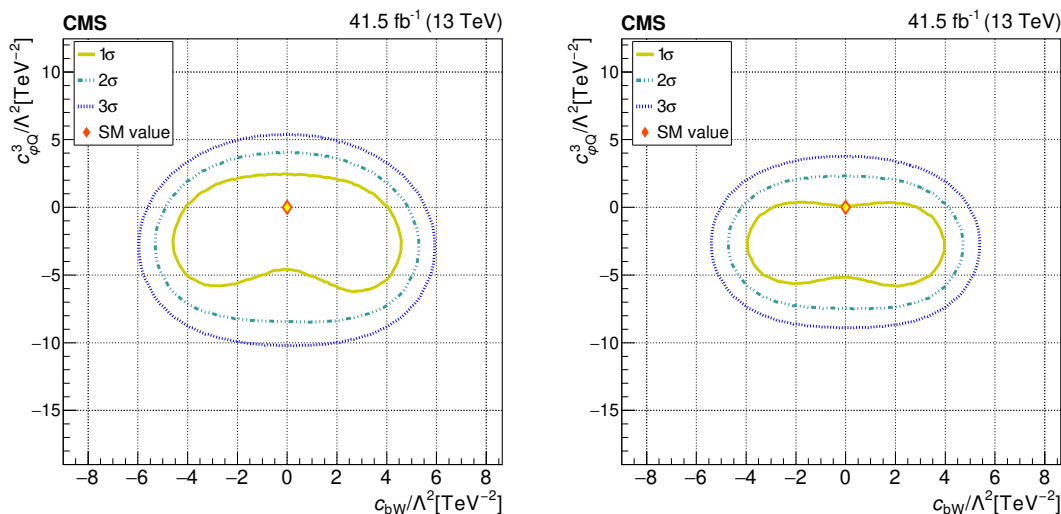 CMS 41.5 fb⁻¹ (13 TeV)
c³φQ/Λ² [TeV⁻²]
1σ
2σ
3σ
SM value
10
5
0
−5
−10
−15
−8 −6 −4 −2 0 2 4 6 8
cbW/Λ² [TeV⁻²]
CMS 41.5 fb⁻¹ (13 TeV)
c³φQ/Λ² [TeV⁻²]
1σ
2σ
3σ
SM value
10
5
0
−5
−10
−15
−8 −6 −4 −2 0 2 4 6 8
cbW/Λ² [TeV⁻²]